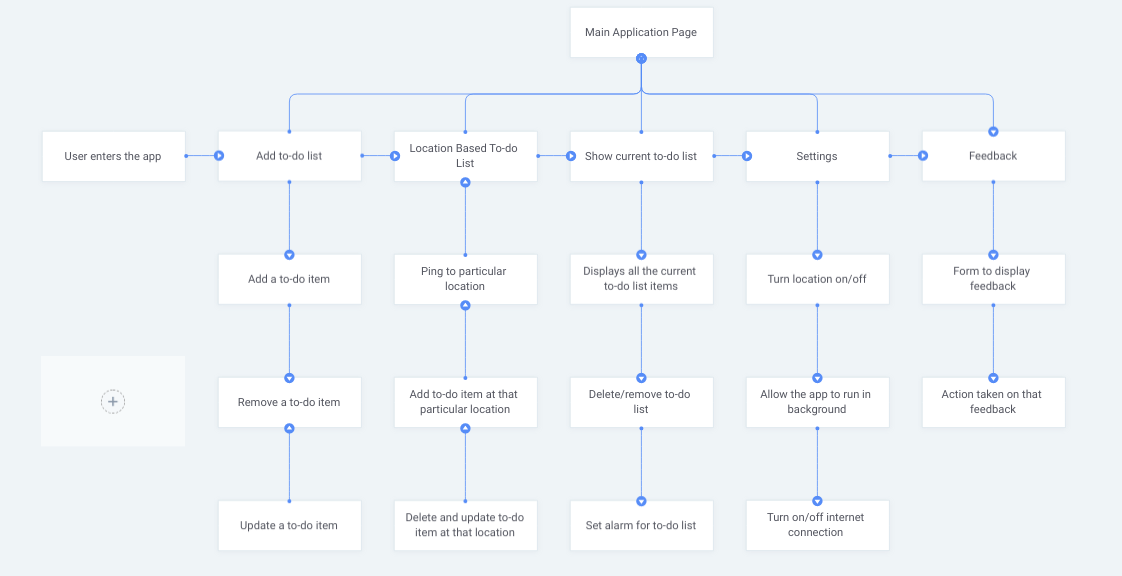 Main Application Page
User enters the app
Add to-do list
Location Based To-do
List
Show current to-do list
Settings
Feedback
Add a to-do item
Ping to particular
location
Displays all the current
to-do list items
Turn location on/off
Form to display
feedback
Remove a to-do item
Add to-do item at that
particular location
Delete/remove to-do
list
Allow the app to run in
background
Action taken on that
feedback
Update a to-do item
Delete and update to-do
item at that location
Set alarm for to-do list
Turn on/off internet
connection